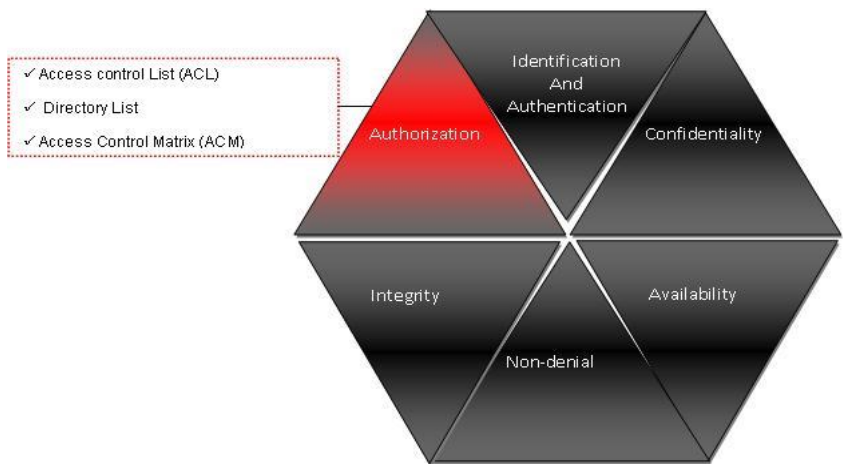 ✓ Access control List (ACL)
✓ Directory List
✓ Access Control Matrix (ACM)
Identification
And
Authentication
Authorization
Confidentiality
Integrity
Availability
Non-denial